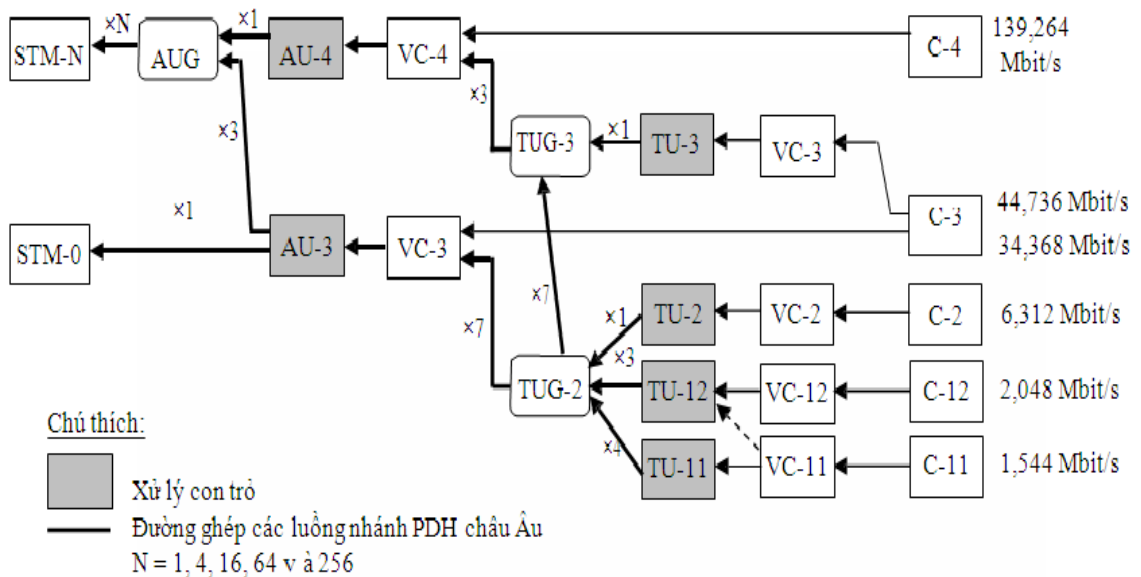 ×N ×1
STM-N AUG AU-4 VC-4 C-4 139,264
Mbit/s
×3
×3 TUG-3 ×1 TU-3 VC-3
×1
STM-0 AU-3 VC-3 C-3 44,736 Mbit/s
34,368 Mbit/s
×7
×7 ×1 TU-2 VC-2 C-2 6,312 Mbit/s
×3
TUG-2 TU-12 VC-12 C-12 2,048 Mbit/s
×4 TU-11 VC-11 C-11 1,544 Mbit/s
Chú thích:
Xử lý con trỏ
Đường ghép các luồng nhánh PDH châu Âu
N = 1, 4, 16, 64 v à 256